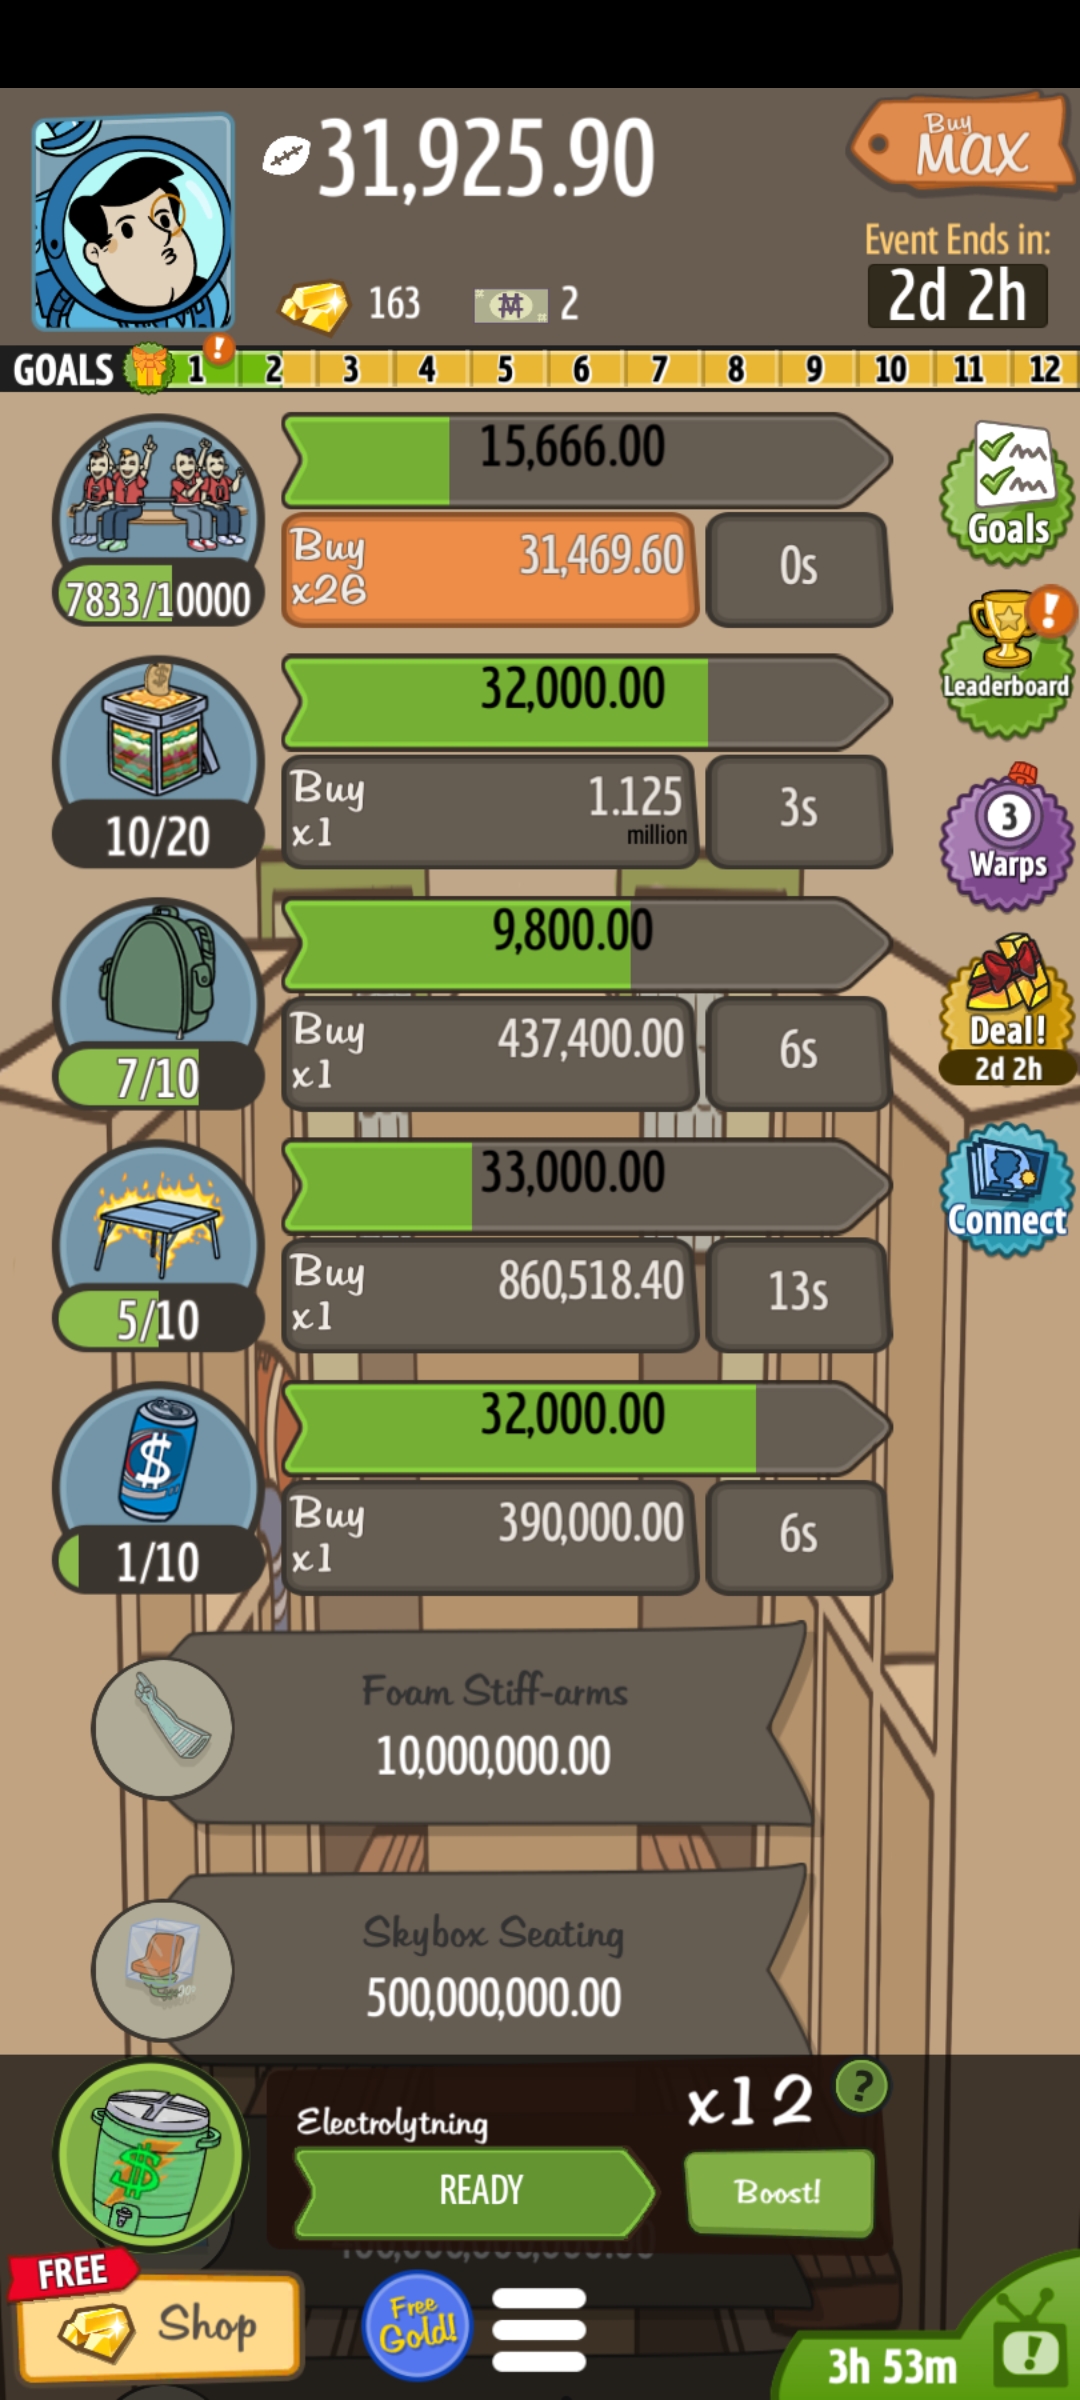 31,925.90
Buy
MAX
163
2
Event Ends in:
2d 2h
GOALS 1 ! 2 3 4 5 6 7 8 9 10 11 12
15,666.00
Buy
x26
31,469.60
0s
7833/10000
Goals
32,000.00
Buy
x1
1.125
million
3s
10/20
!
Leaderboard
9,800.00
Buy
x1
437,400.00
6s
7/10
3
Warps
33,000.00
Buy
x1
860,518.40
13s
5/10
Deal!
2d 2h
32,000.00
Buy
x1
390,000.00
6s
$
1/10
Connect
Foam Stiff-arms
10,000,000.00
Skybox Seating
500,000,000.00
Electrolytning
x12
?
$
READY
Boost!
FREE
Shop
Free
Gold!
3h 53m
!